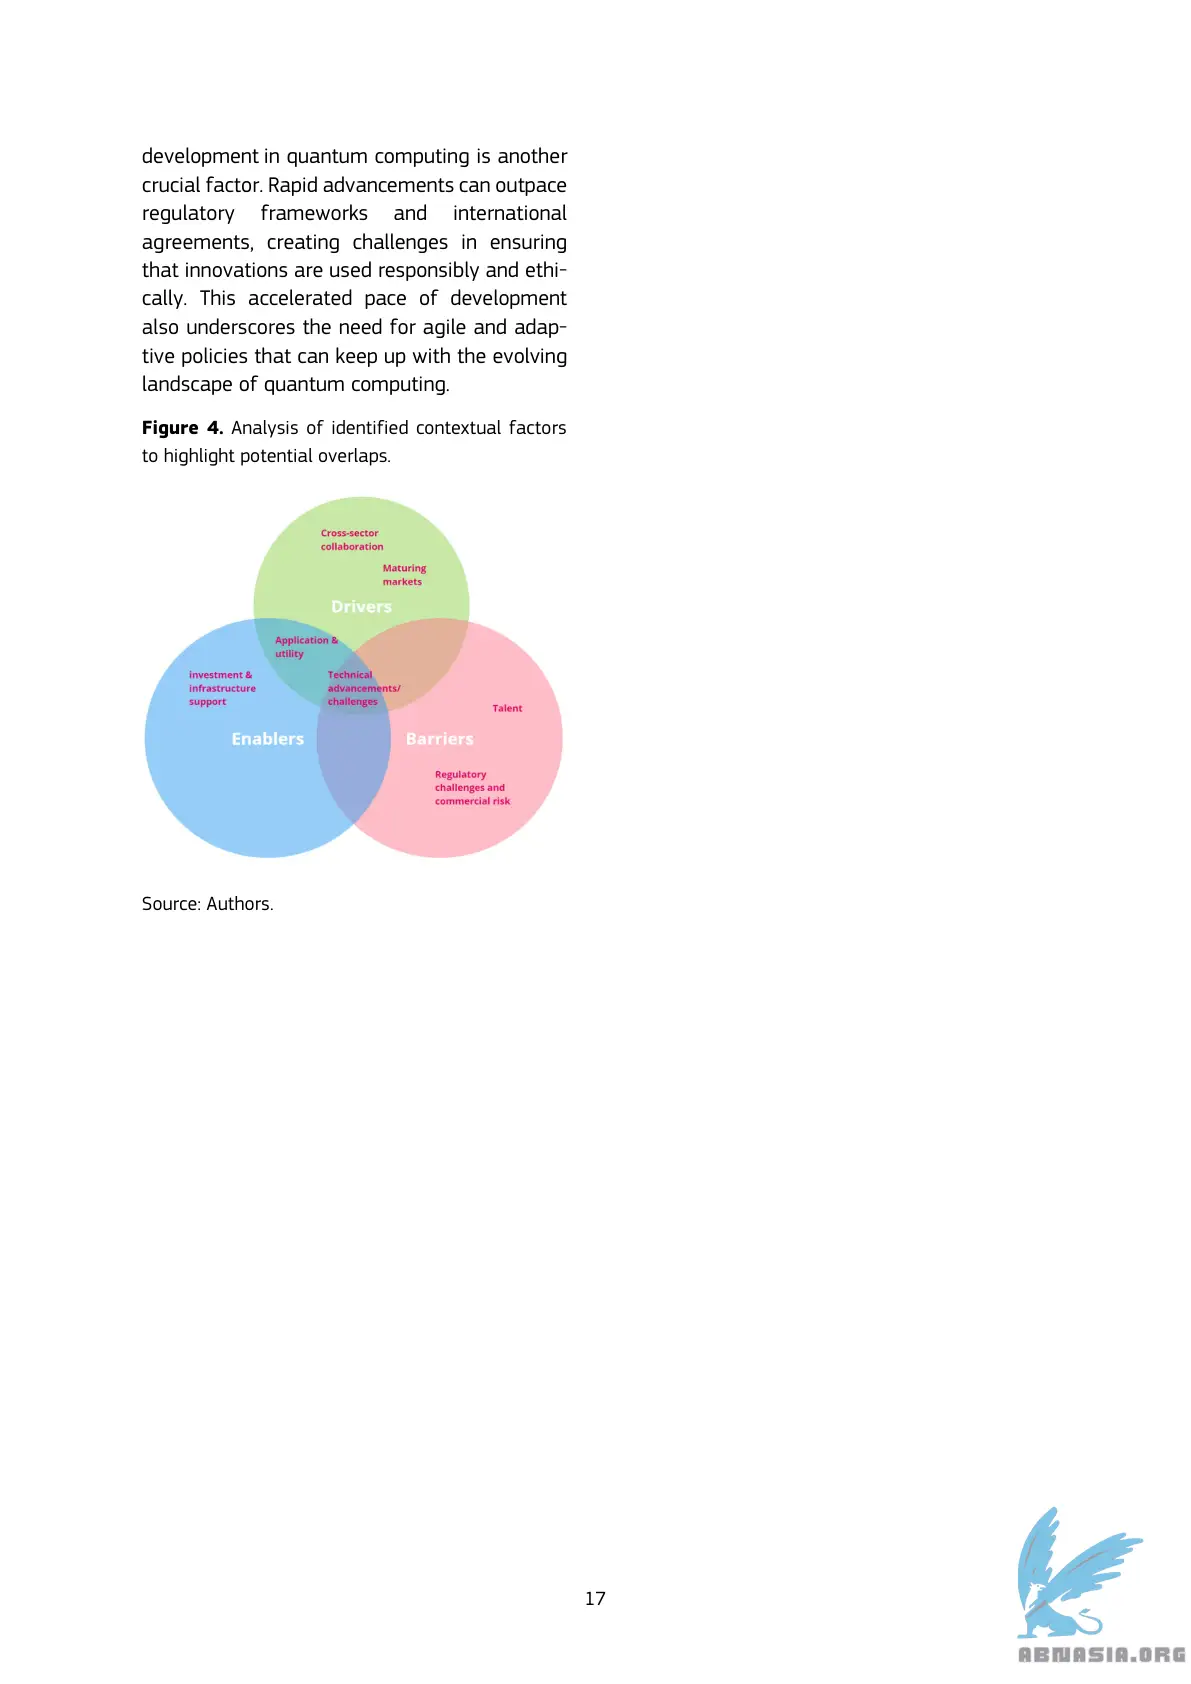 development in quantum computing is another
crucial factor. Rapid advancements can outpace
regulatory frameworks and international
agreements, creating challenges in ensuring
that innovations are used responsibly and ethi-
cally. This accelerated pace of development
also underscores the need for agile and adap-
tive policies that can keep up with the evolving
landscape of quantum computing.
Figure 4. Analysis of identified contextual factors
to highlight potential overlaps.
Cross-sector
collaboration
Maturing
markets
Drivers
Application &
utility
investment &
infrastructure
support
Technical
advancements/
challenges
Talent
Enablers
Barriers
Regulatory
challenges and
commercial risk
Source: Authors.
17
ABNASIA.ORG